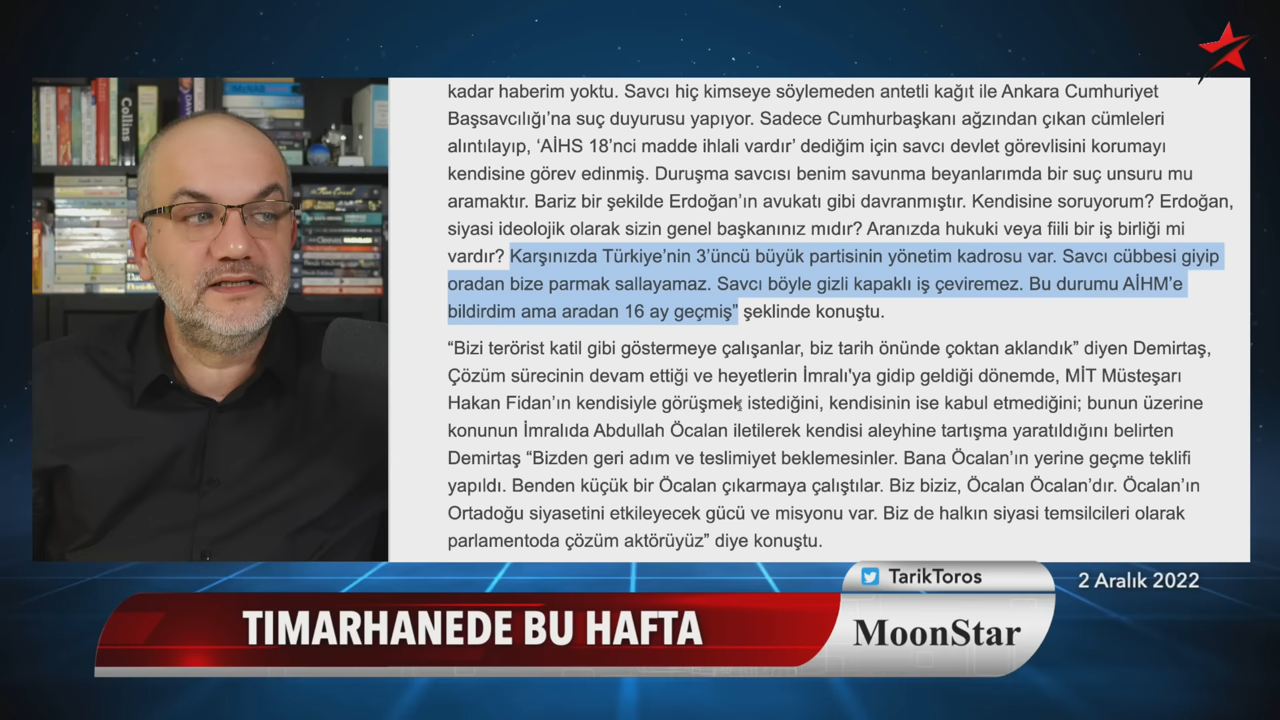 kadar haberim yoktu. Savcı hiç kimseye söylemeden antetli kağıt ile Ankara Cumhuriyet
Başsavcılığı’na suç duyurusu yapıyor. Sadece Cumhurbaşkanı ağzından çıkan cümleleri
alıntılayıp, ‘AİHS 18’nci madde ihlali vardır’ dediğim için savcı devlet görevlisini korumayı
kendisine görev edinmiş. Duruşma savcısı benim savunma beyanlarımda bir suç unsuru mu
aramaktır. Bariz bir şekilde Erdoğan’ın avukatı gibi davranmıştır. Kendisine soruyorum? Erdoğan,
siyasi ideolojik olarak sizin genel başkanınız mıdır? Aranızda hukuki veya fiili bir iş birliği mi
vardır? Karşınızda Türkiye’nin 3’üncü büyük partisinin yönetim kadrosu var. Savcı cübbesi giyip
oradan bize parmak sallayamaz. Savcı böyle gizli kapaklı iş çeviremez. Bu durumu AİHM’e
bildirdim ama aradan 16 ay geçmiş” şeklinde konuştu.
“Bizi terörist katil gibi göstermeye çalışanlar, biz tarih önünde çoktan aklandık” diyen Demirtaş,
Çözüm sürecinin devam ettiği ve heyetlerin İmralı'ya gidip geldiği dönemde, MİT Müsteşarı
Hakan Fidan’ın kendisiyle görüşmek istediğini, kendisinin ise kabul etmediğini; bunun üzerine
konunun İmralıda Abdullah Öcalan iletilerek kendisi aleyhine tartışma yaratıldığını belirten
Demirtaş “Bizden geri adım ve teslimiyet beklemesinler. Bana Öcalan’ın yerine geçme teklifi
yapıldı. Benden küçük bir Öcalan çıkarmaya çalıştılar. Biz biziz, Öcalan Öcalan’dır. Öcalan’ın
Ortadoğu siyasetini etkileyecek gücü ve misyonu var. Biz de halkın siyasi temsilcileri olarak
parlamentoda çözüm aktörüyüz” diye konuştu.
Collins
TarikToros
2 Aralık 2022
TIMARHANEDE BU HAFTA
MoonStar